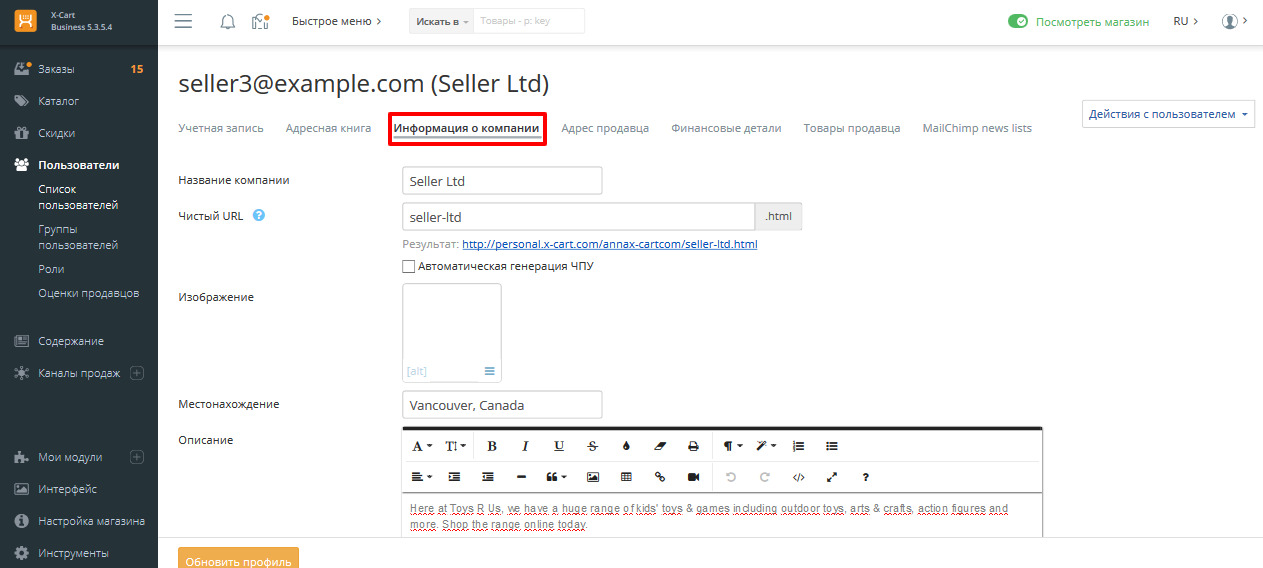 X-Cart
Business 5.3.5.4
Быстрое меню
Искать в
Товары - p: key
Посмотреть магазин
RU
Заказы 15
Каталог
Скидки
Пользователи
Список
пользователей
Группы
пользователей
Роли
Оценки продавцов
Содержание
Каналы продаж
Мои модули
Интерфейс
Настройка магазина
Инструменты
seller3@example.com (Seller Ltd)
Учетная запись Адресная книга Информация о компании Адрес продавца Финансовые детали Товары продавца MailChimp news lists
Действия с пользователем
Название компании Seller Ltd
Чистый URL ? seller-ltd .html
Результат: http://personal.x-cart.com/annax-cartcom/seller-ltd.html
Автоматическая генерация ЧПУ
Изображение
[alt]
Местонахождение Vancouver, Canada
Описание
Here at Toys R Us, we have a huge range of kids' toys & games including outdoor toys, arts & crafts, action figures and
more. Shop the range online today.
Обновить профиль